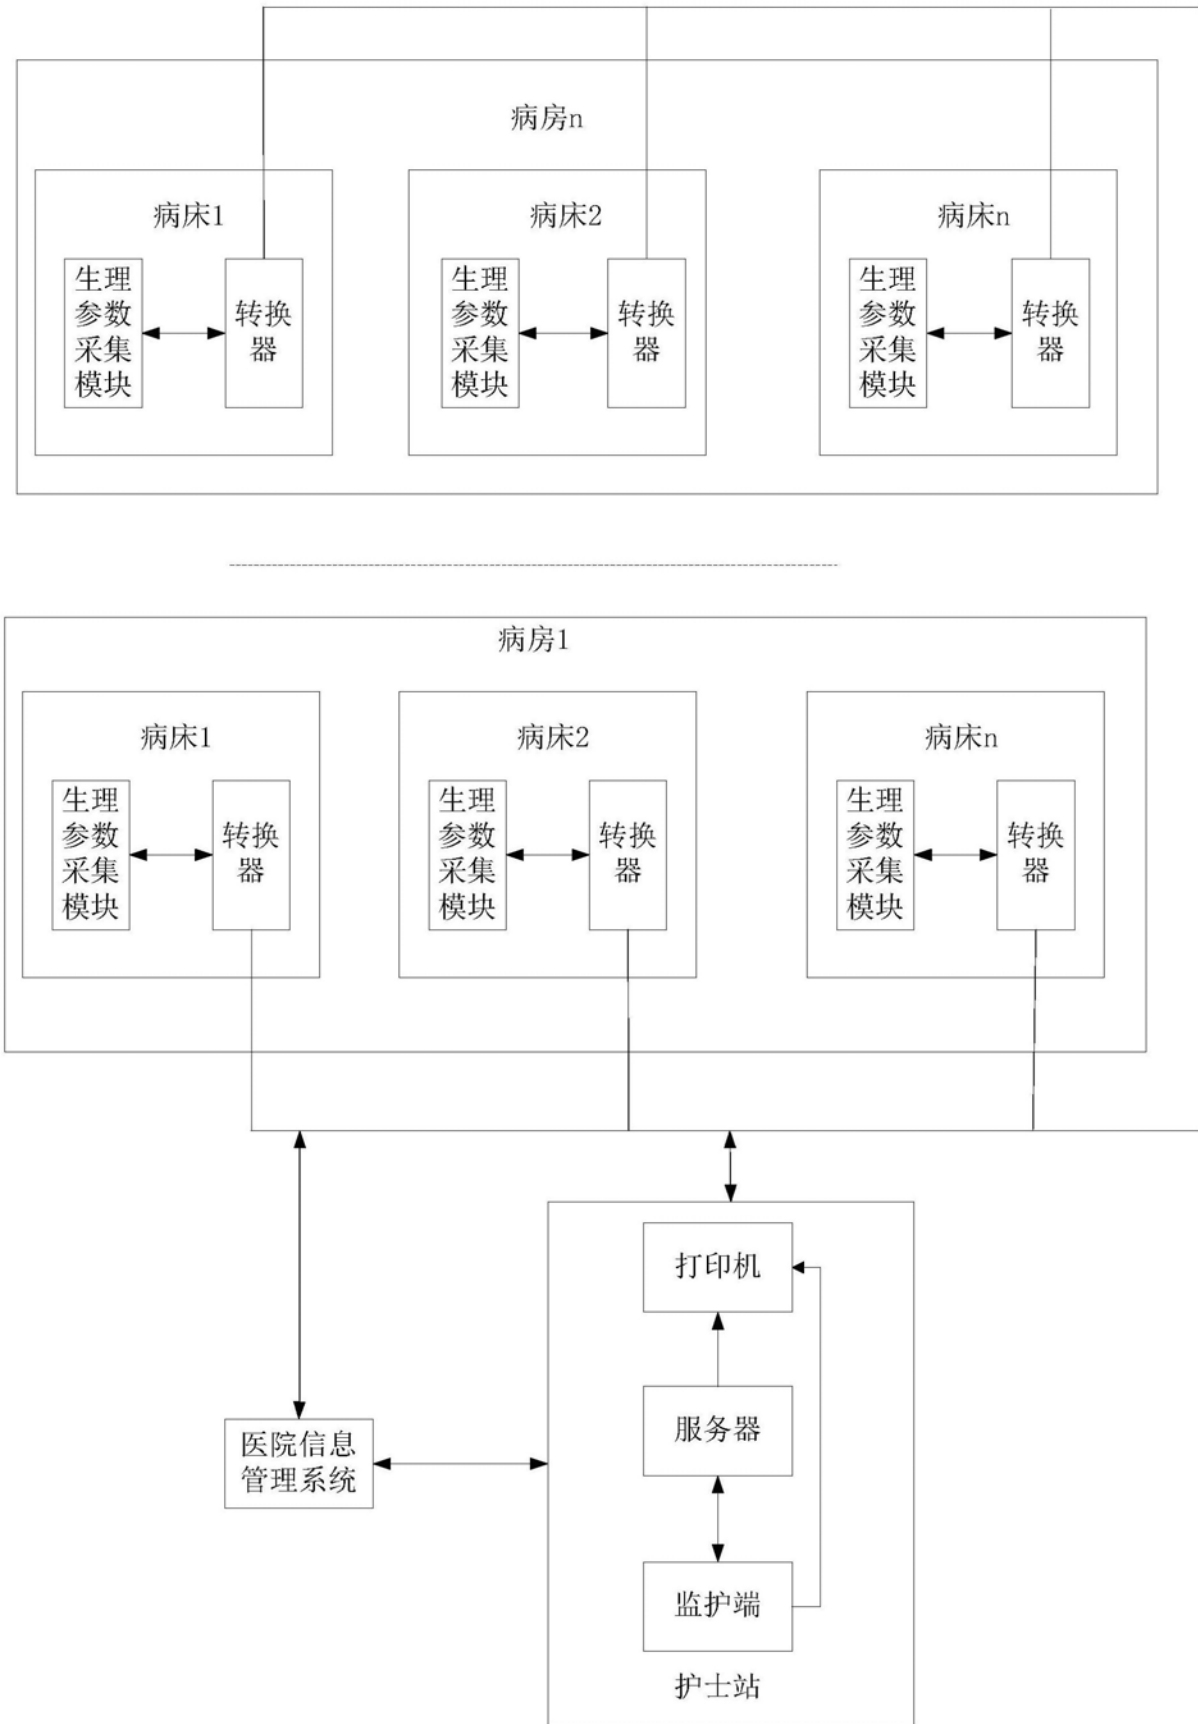 病房n
病床1
生理
参数
采集
模块
转换
器
病床2
生理
参数
采集
模块
转换
器
病床n
生理
参数
采集
模块
转换
器
病房1
病床1
生理
参数
采集
模块
转换
器
病床2
生理
参数
采集
模块
转换
器
病床n
生理
参数
采集
模块
转换
器
打印机
服务器
医院信息
管理系统
监护端
护士站